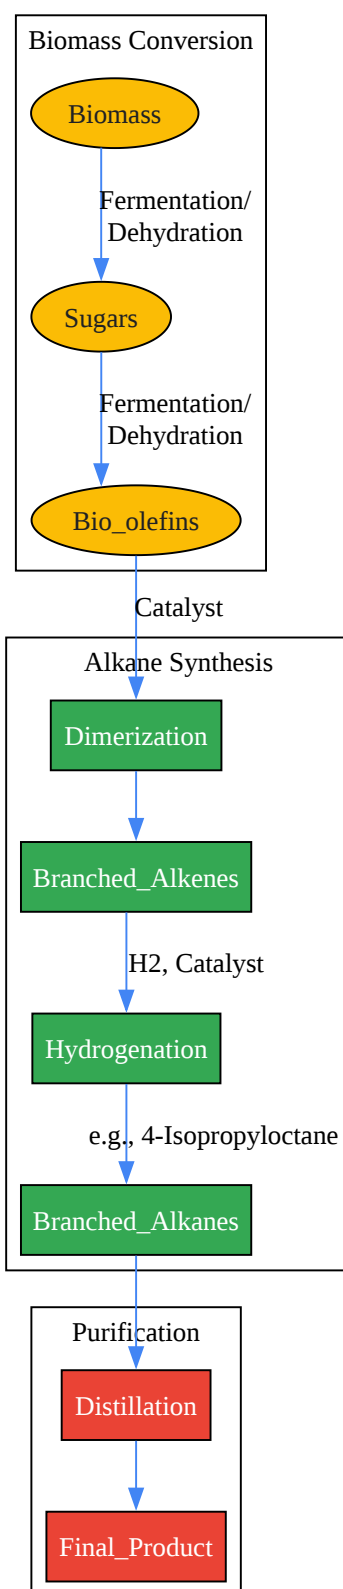 Biomass Conversion
Biomass
Fermentation/
Dehydration
Sugars
Fermentation/
Dehydration
Bio_olefins
Catalyst
Alkane Synthesis
Dimerization
Branched_Alkenes
H2, Catalyst
Hydrogenation
e.g., 4-Isopropyloctane
Branched_Alkanes
Purification
Distillation
Final_Product